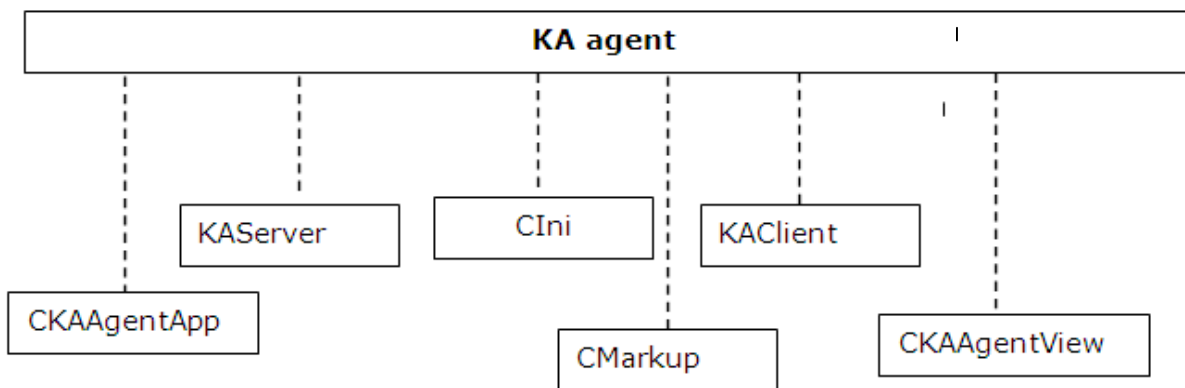 KA agent
KAServer
CIni
KAClient
CKAAgentApp
CMarkup
CKAAgentView